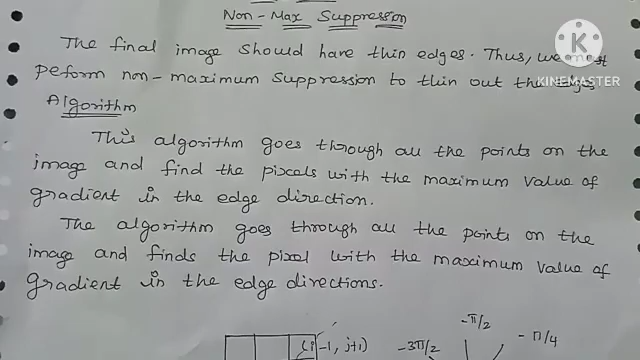 Non-Max Suppression
The final image should have thin edges. Thus, we must
KINEMASTER
peform non-maximum suppression to thin out the edges
Algorithm
This algorithm goes through all the points on the
image and find the pixels with the maximum value of
gradient in the edge direction.
The algorithm goes through all the points on the
image and finds the pixel with the maximum value of
gradient in the edge directions.
(i-1, j+1)
-3π/2
-π/2
-π/4